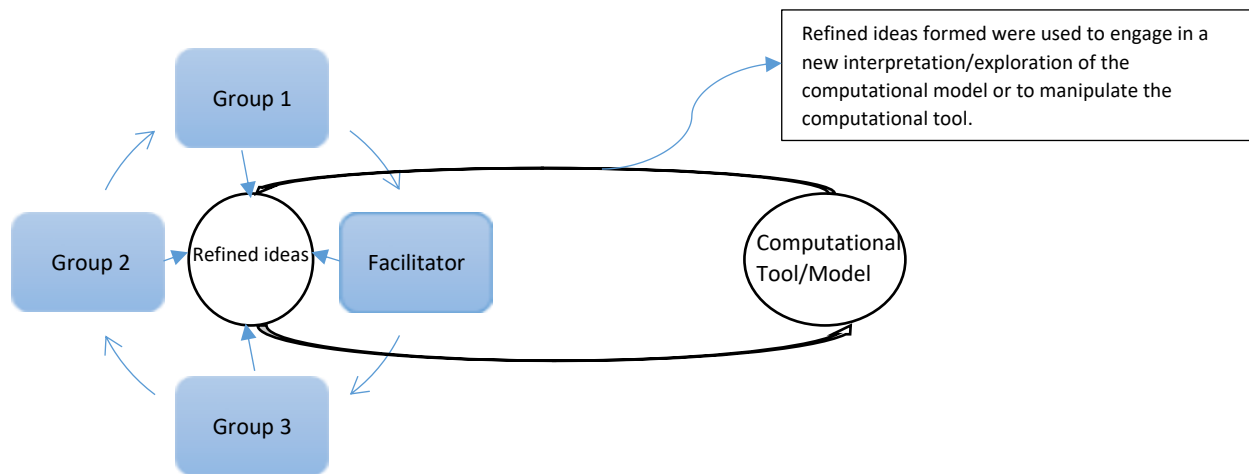 Refined ideas formed were used to engage in a
new interpretation/exploration of the
computational model or to manipulate the
computational tool.
Group 1
Group 2
Refined ideas
Facilitator
Computational
Tool/Model
Group 3